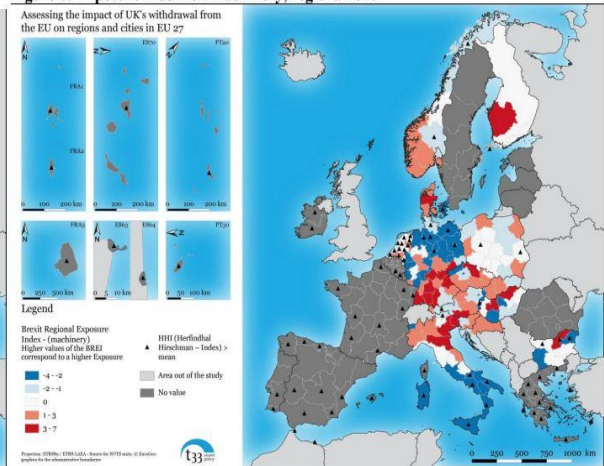 Assessing the impact of UK's withdrawal from
the EU on regions and cities in EU 27
N
ES70
N
PT20
N
FRA1
FRA2
0 100 200 km
0 100 200 km
0 100 200 km
FRA5
ES63
ES64
PT30
N
N
0 250 500 km
0 5 10 km
0 50 km
Legend
Brexit Regional Exposure
Index - (machinery)
Higher values of the BREI
correspond to a higher Exposure
-4 - -2
-2 - -1
0
1 - 3
3 - 7
HHI (Herfindhal
Hirschman - Index) >
mean
Area out of the study
No value
t33
N
0 250 500 1000 km